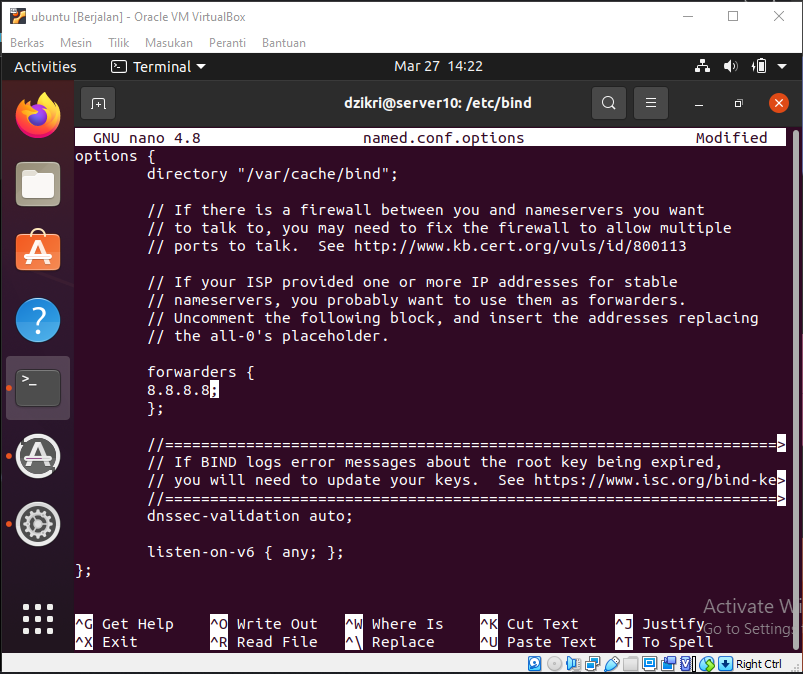 ubuntu [Berjalan] - Oracle VM VirtualBox
Berkas Mesin Tilik Masukan Peranti Bantuan
Activities Terminal Mar 27 14:22
dzikri@server10: /etc/bind
GNU nano 4.8 named.conf.options Modified
options {
directory "/var/cache/bind";
// If there is a firewall between you and nameservers you want
// to talk to, you may need to fix the firewall to allow multiple
// ports to talk.  See http://www.kb.cert.org/vuls/id/800113
// If your ISP provided one or more IP addresses for stable
// nameservers, you probably want to use them as forwarders.
// Uncomment the following block, and insert the addresses replacing
// the all-0's placeholder.
forwarders {
8.8.8.8;
};
//====================================================================>
// If BIND logs error messages about the root key being expired,
// you will need to update your keys.  See https://www.isc.org/bind-ke>
//====================================================================>
dnssec-validation auto;
listen-on-v6 { any; };
};
^G Get Help ^O Write Out ^W Where Is ^K Cut Text ^J Justify
^X Exit ^R Read File ^\ Replace ^U Paste Text ^T To Spell
Activate Wi
Go to Settings
Right Ctrl